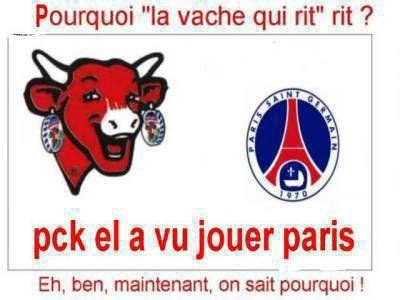 Pourquoi "la vache qui rit" rit ?
PARIS SAINT GERMAIN
1970
pck el a vu jouer paris
Eh, ben, maintenant, on sait pourquoi !